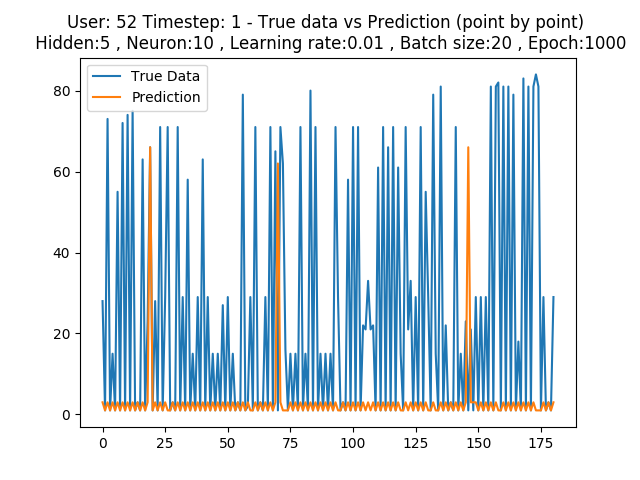 User: 52 Timestep: 1 - True data vs Prediction (point by point)
Hidden:5 , Neuron:10 , Learning rate:0.01 , Batch size:20 , Epoch:1000
True Data
Prediction
80
60
40
20
0
0 25 50 75 100 125 150 175